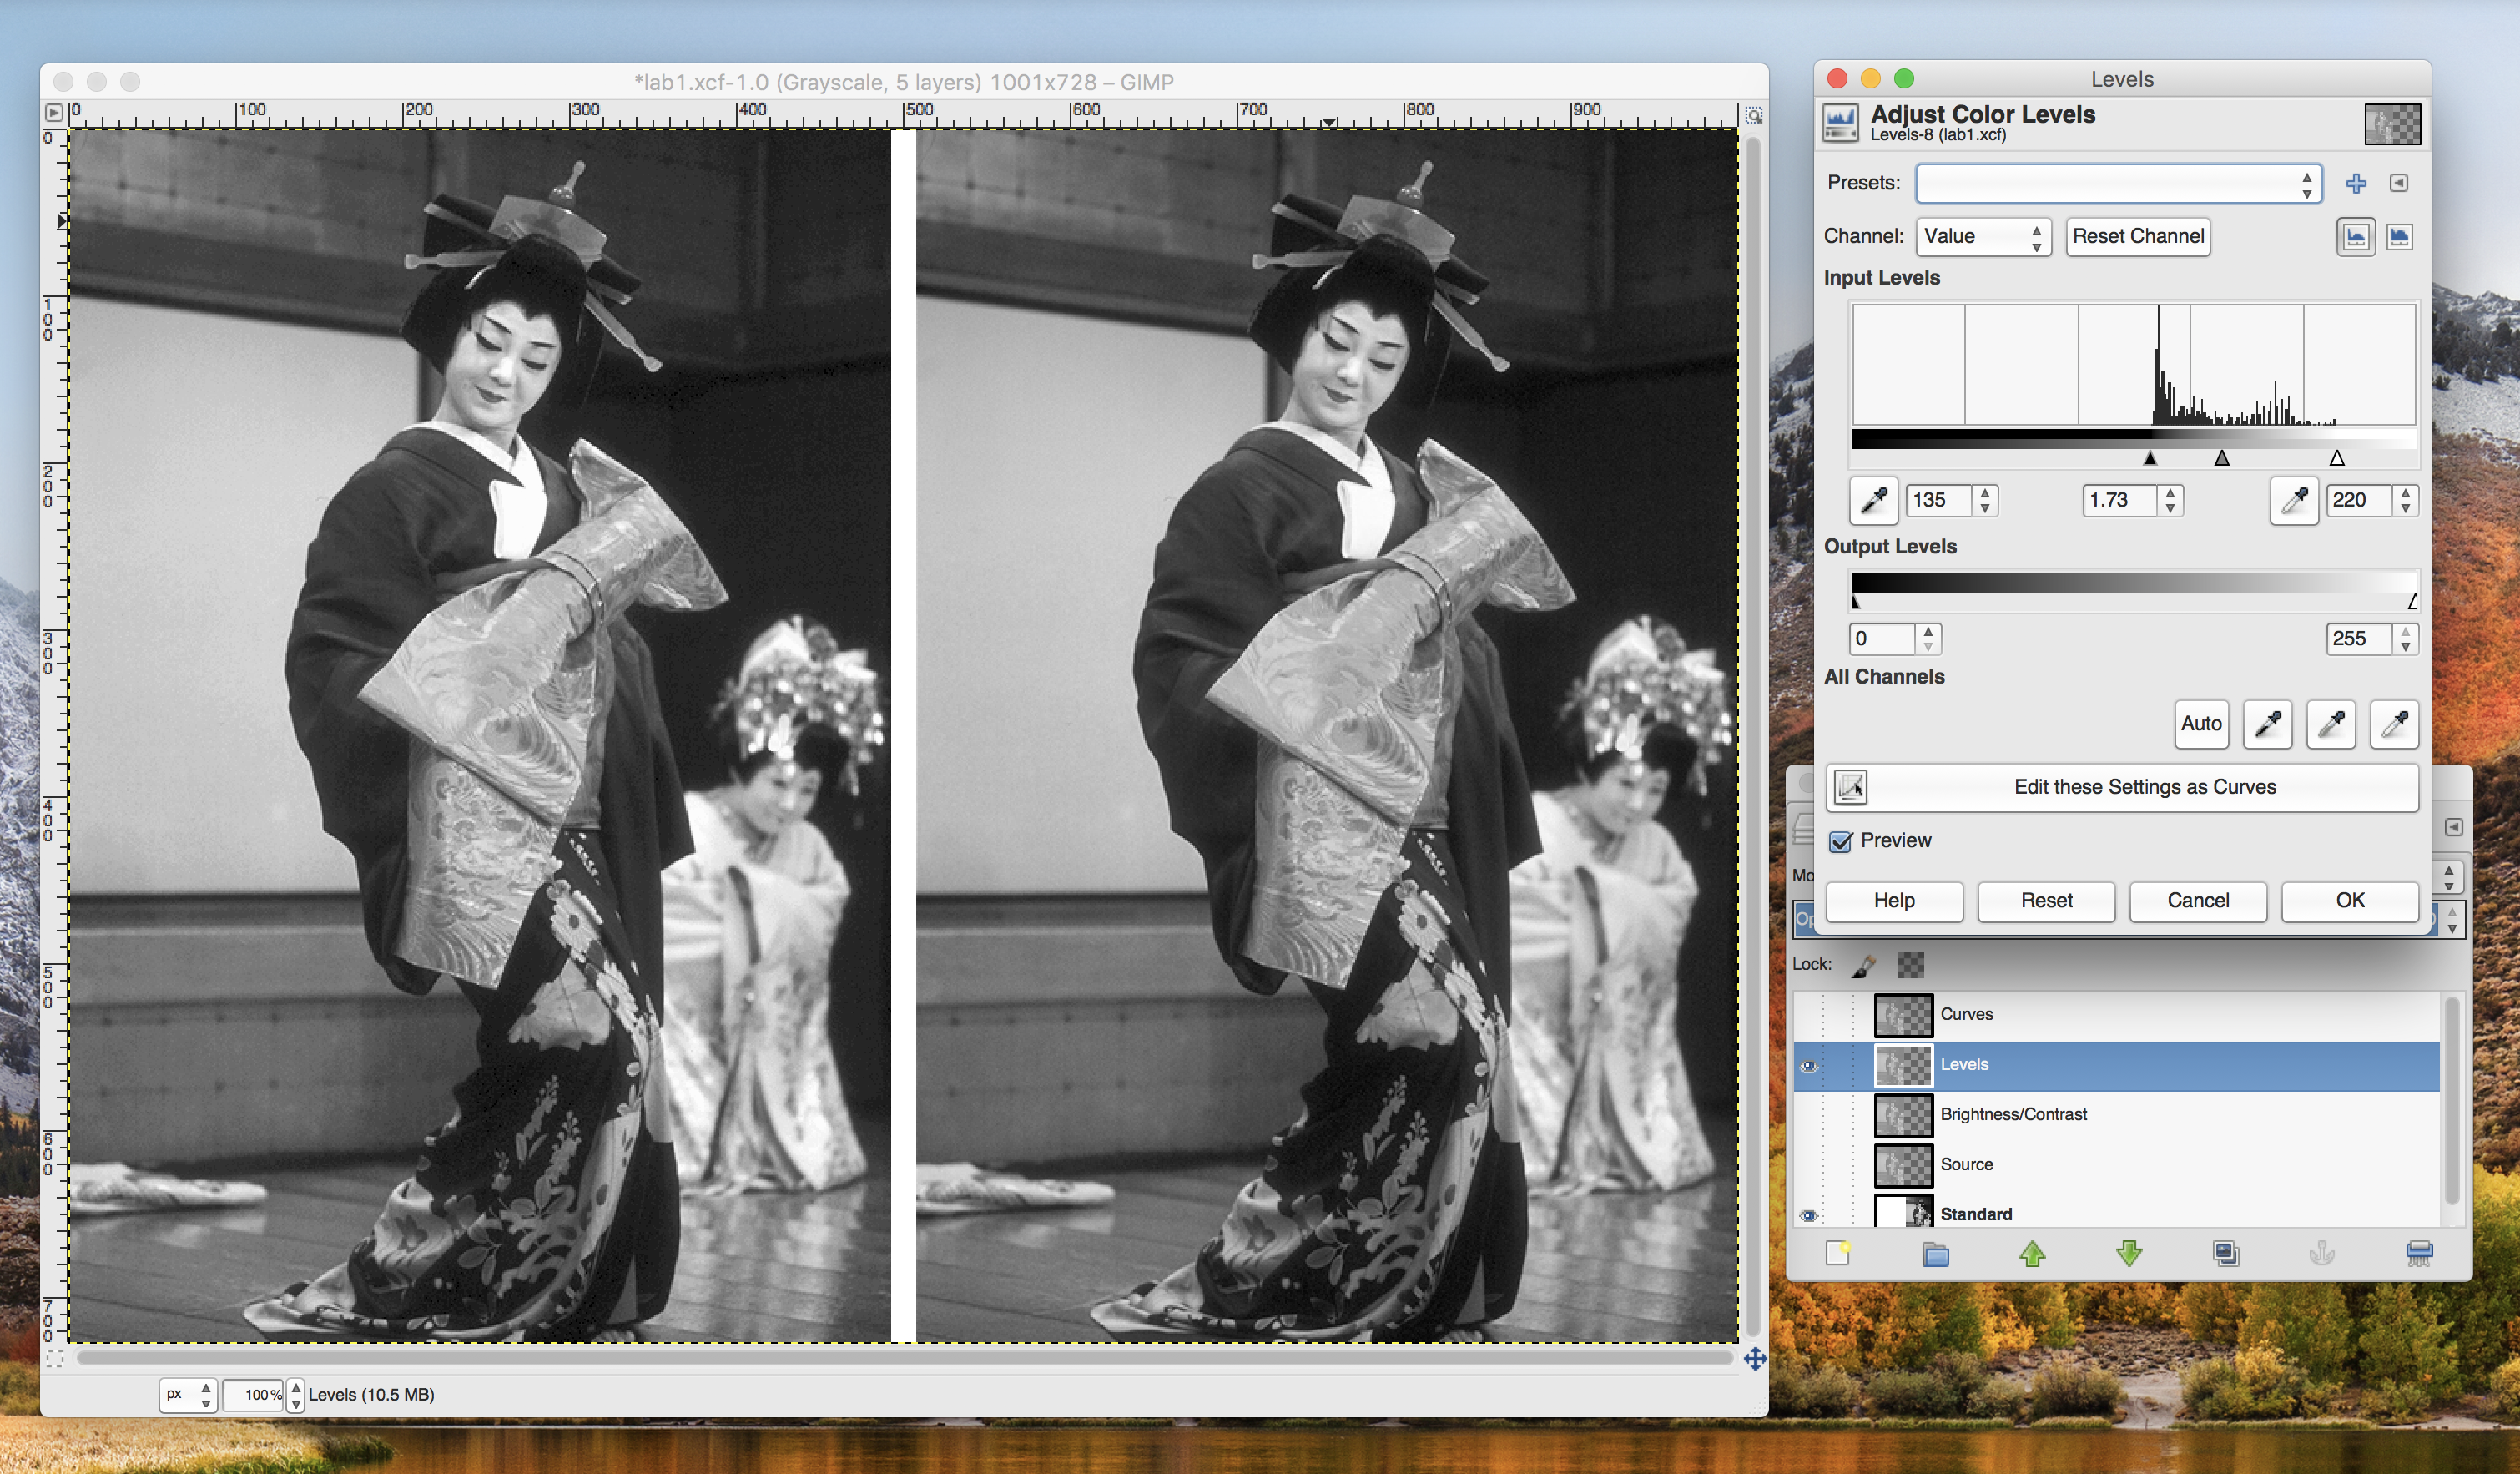 *lab1.xcf-1.0 (Grayscale, 5 layers) 1001x728 – GIMP
0 100 200 300 400 500 600 700 800 900
0
100
200
300
400
500
600
700
px 100% Levels (10.5 MB)
Levels
Adjust Color Levels
Levels-8 (lab1.xcf)
Presets:
Channel: Value Reset Channel
Input Levels
135 1.73 220
Output Levels
0 255
All Channels
Auto
Edit these Settings as Curves
Preview
Help Reset Cancel OK
Lock:
Curves
Levels
Brightness/Contrast
Source
Standard